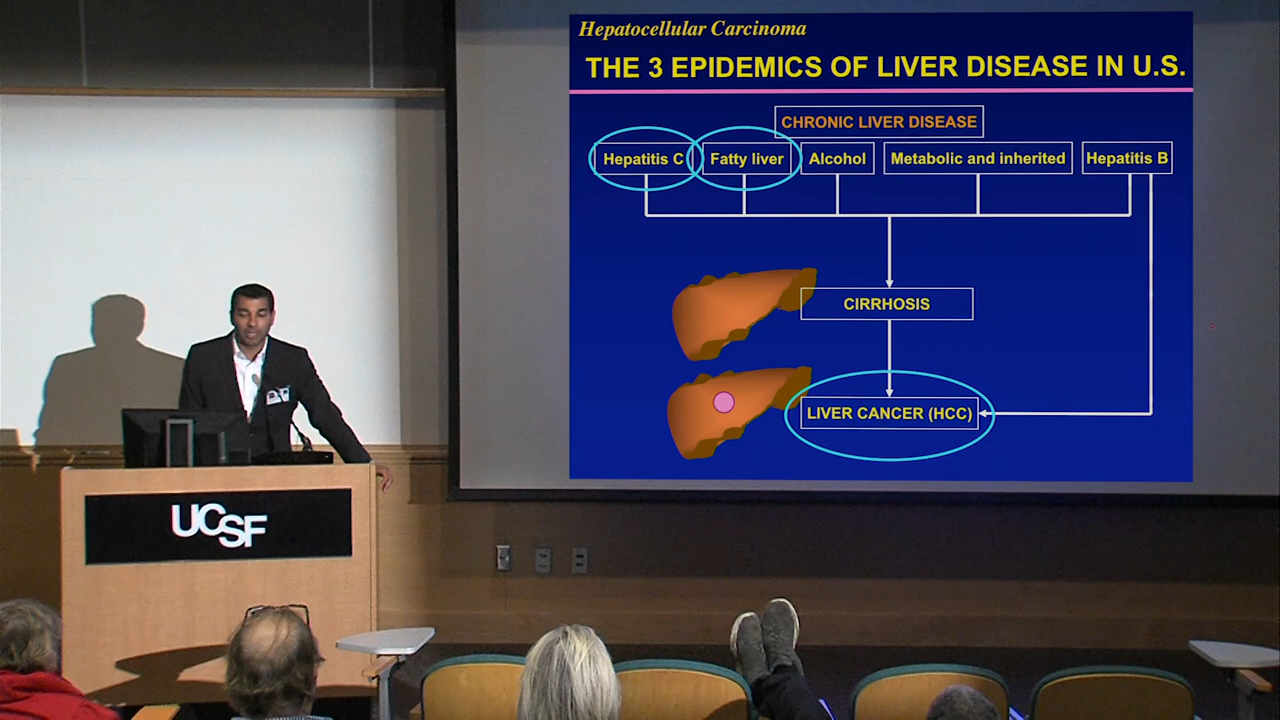 Hepatocellular Carcinoma
THE 3 EPIDEMICS OF LIVER DISEASE IN U.S.
CHRONIC LIVER DISEASE
Hepatitis C
Fatty liver
Alcohol
Metabolic and inherited
Hepatitis B
CIRRHOSIS
LIVER CANCER (HCC)
UCSF